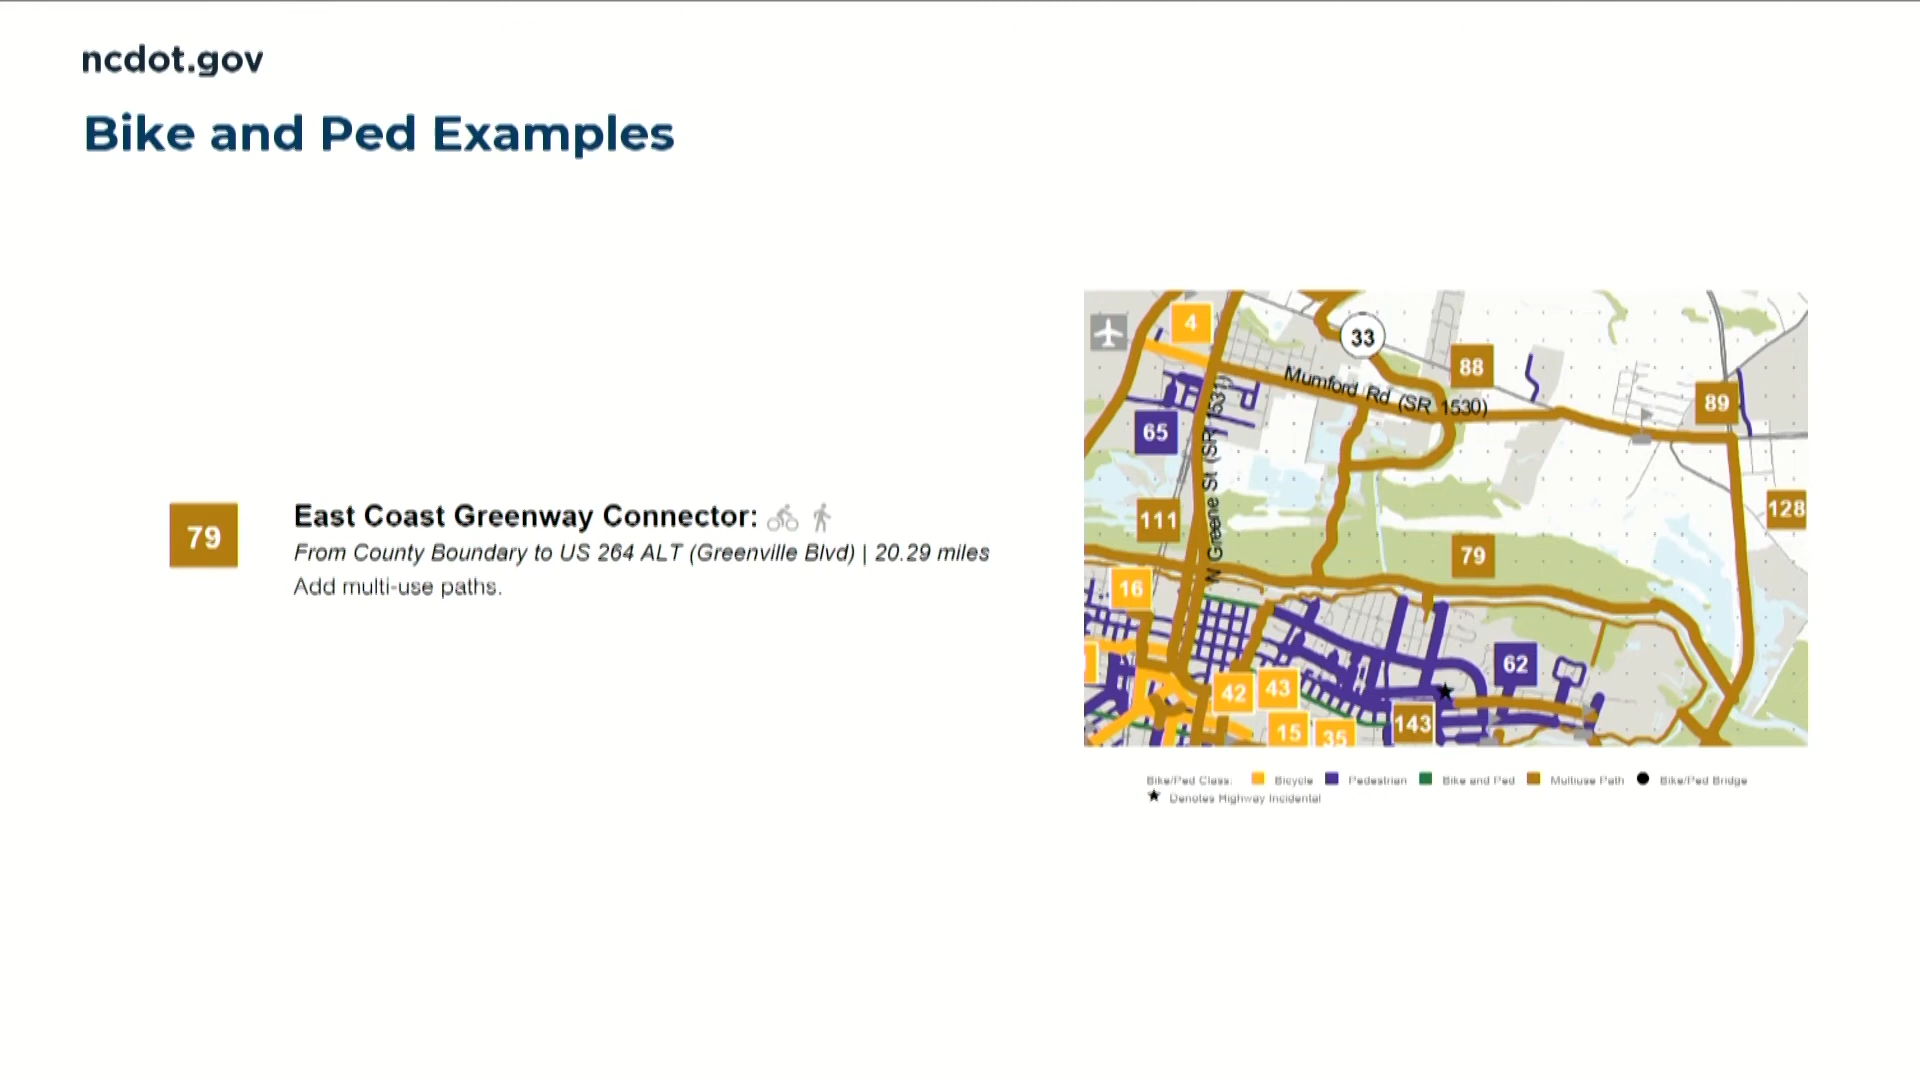 ncdot.gov
Bike and Ped Examples
79
East Coast Greenway Connector:
From County Boundary to US 264 ALT (Greenville Blvd) | 20.29 miles
Add multi-use paths.
4
33
88
Mumford Rd (SR 1530)
89
65
W Greene St (SR 1531)
111
128
79
16
62
42
43
143
15
35
Bike/Ped Class: Bicycle Pedestrian Bike and Ped Multiuse Path Bike/Ped Bridge
Denotes Highway Incidental